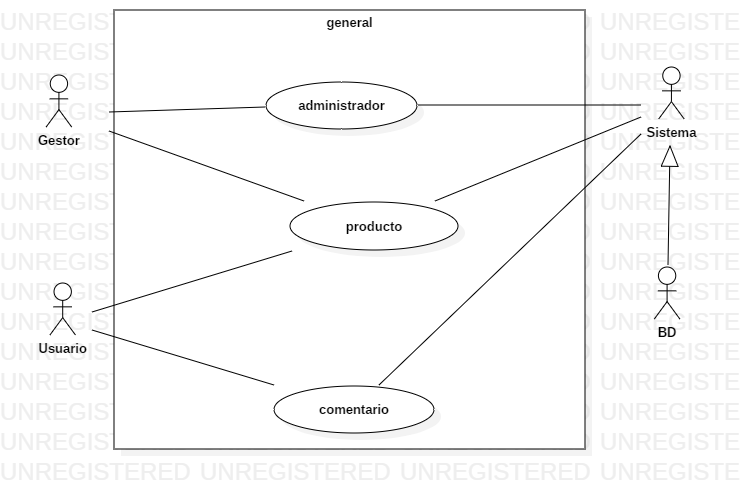 general
administrador
Gestor
Sistema
producto
BD
Usuario
comentario
UNREGISTERED UNREGISTERED UNREGISTERED UNREGISTE